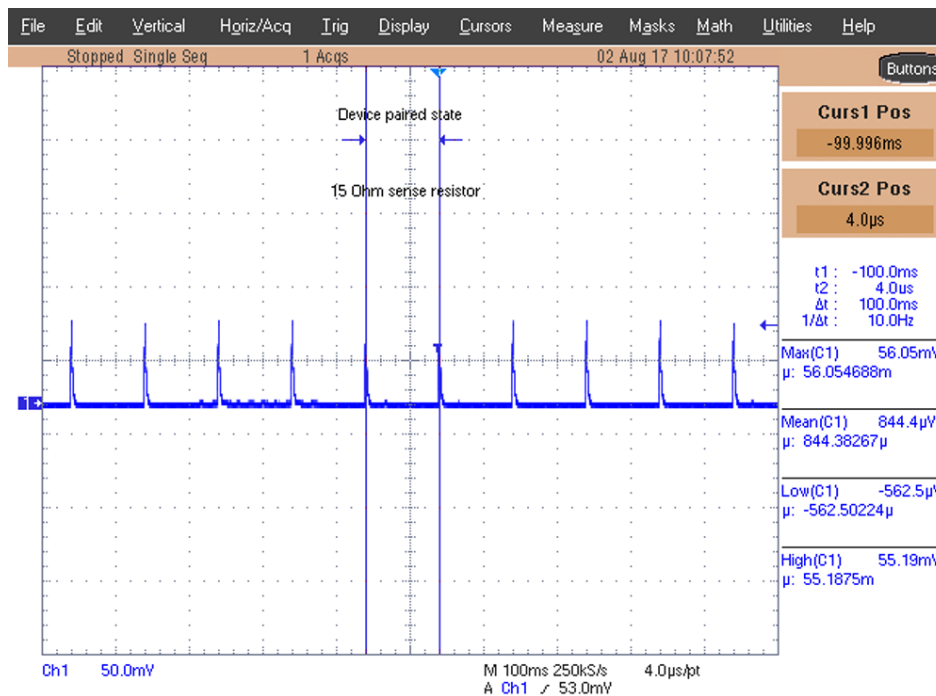 File Edit Vertical Horiz/Acq Trig Display Cursors Measure Masks Math Utilities Help
Stopped Single Seq 1 Acqs 02 Aug 17 10:07:52
Buttons
Device paired state
15 Ohm sense resistor
Curs1 Pos
-99.996ms
Curs2 Pos
4.0µs
t1 : -100.0ms
t2 : 4.0us
Δt : 100.0ms
1/Δt : 10.0Hz
Max(C1) 56.05mV
µ: 56.054688m
Mean(C1) 844.4µV
µ: 844.38267µ
Low(C1) -562.5µV
µ: -562.50224µ
High(C1) 55.19mV
µ: 55.1875m
T
1
Ch1 50.0mV M 100ms 250kS/s 4.0µs/pt
A Ch1 53.0mV